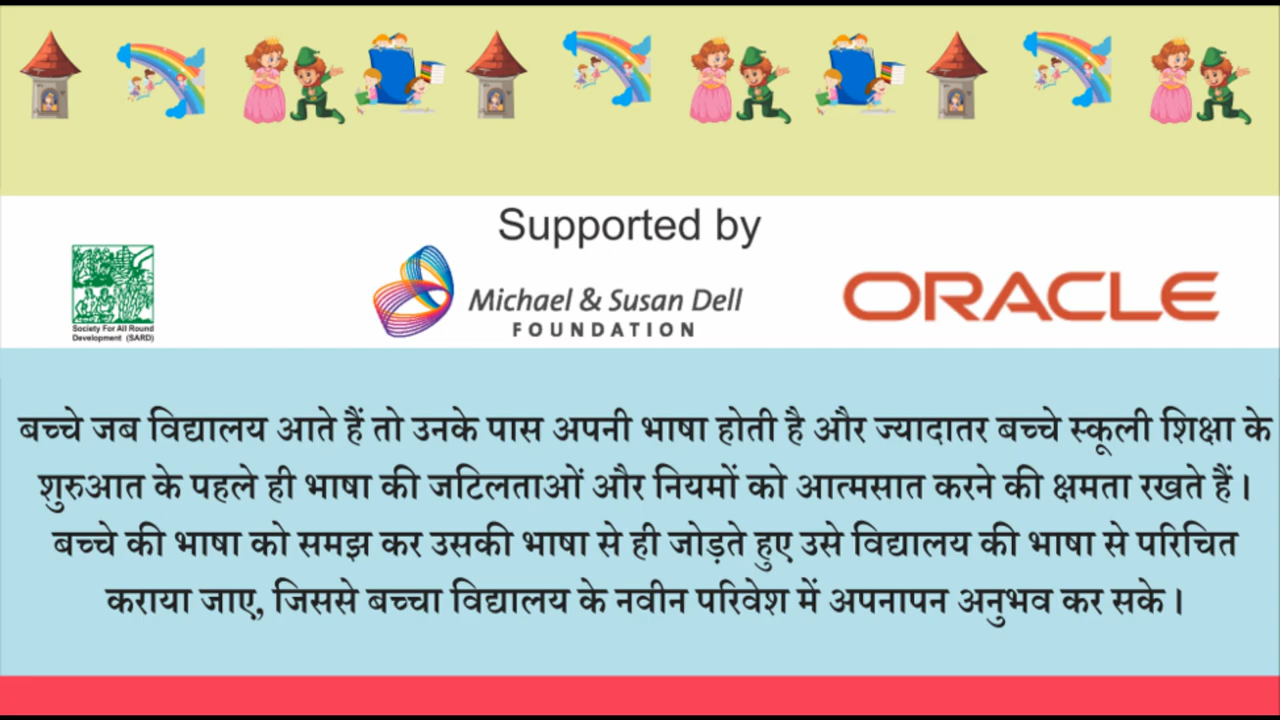 Supported by
Society For All Round
Development (SARD)
Michael & Susan Dell
FOUNDATION
ORACLE
बच्चे जब विद्यालय आते हैं तो उनके पास अपनी भाषा होती है और ज्यादातर बच्चे स्कूली शिक्षा के
शुरुआत के पहले ही भाषा की जटिलताओं और नियमों को आत्मसात करने की क्षमता रखते हैं।
बच्चे की भाषा को समझ कर उसकी भाषा से ही जोड़ते हुए उसे विद्यालय की भाषा से परिचित
कराया जाए, जिससे बच्चा विद्यालय के नवीन परिवेश में अपनापन अनुभव कर सके।